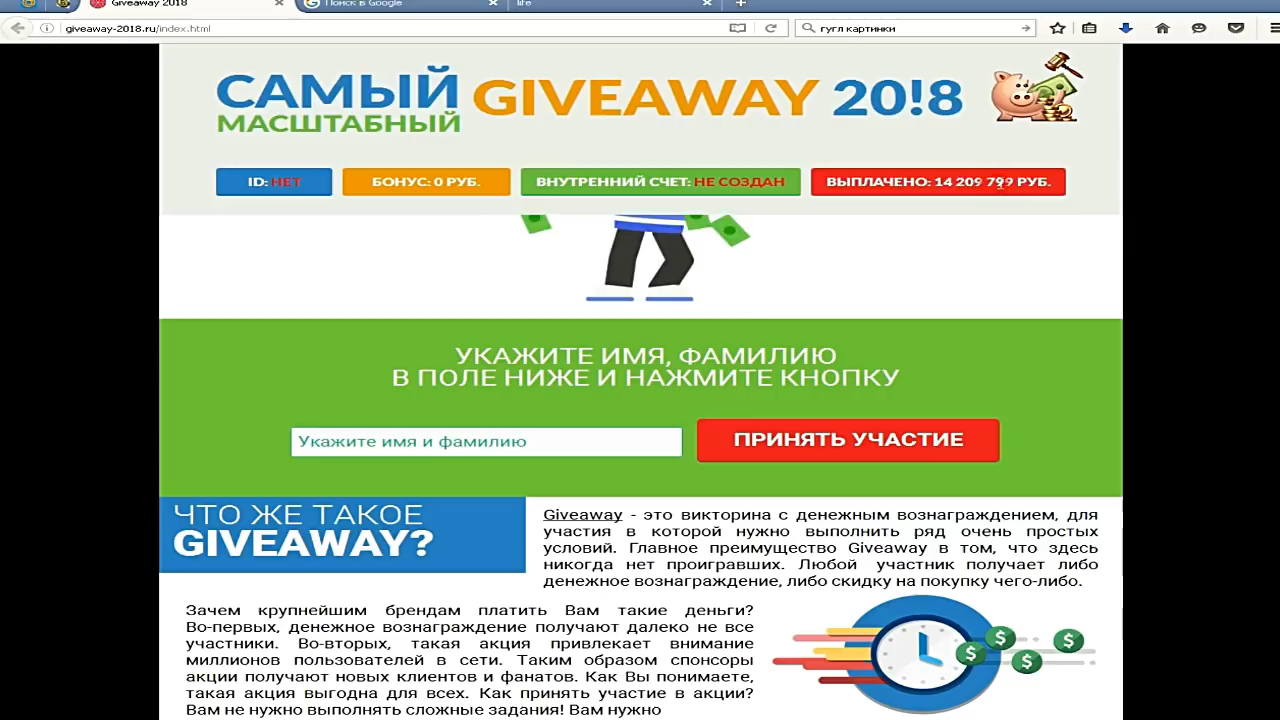 Giveaway 2018
Поиск в Google
life
giveaway-2018.ru/index.html
гугл картинки
САМЫЙ
МАСШТАБНЫЙ
GIVEAWAY 20!8
ID: НЕТ
БОНУС: 0 РУБ.
ВНУТРЕННИЙ СЧЕТ: НЕ СОЗДАН
ВЫПЛАЧЕНО: 14 209 799 РУБ.
УКАЖИТЕ ИМЯ, ФАМИЛИЮ
В ПОЛЕ НИЖЕ И НАЖМИТЕ КНОПКУ
Укажите имя и фамилию
ПРИНЯТЬ УЧАСТИЕ
ЧТО ЖЕ ТАКОЕ
GIVEAWAY?
Giveaway - это викторина с денежным вознаграждением, для
участия в которой нужно выполнить ряд очень простых
условий. Главное преимущество Giveaway в том, что здесь
никогда нет проигравших. Любой участник получает либо
денежное вознаграждение, либо скидку на покупку чего-либо.
Зачем крупнейшим брендам платить Вам такие деньги?
Во-первых, денежное вознаграждение получают далеко не все
участники. Во-вторых, такая акция привлекает внимание
миллионов пользователей в сети. Таким образом спонсоры
акции получают новых клиентов и фанатов. Как Вы понимаете,
такая акция выгодна для всех. Как принять участие в акции?
Вам не нужно выполнять сложные задания! Вам нужно